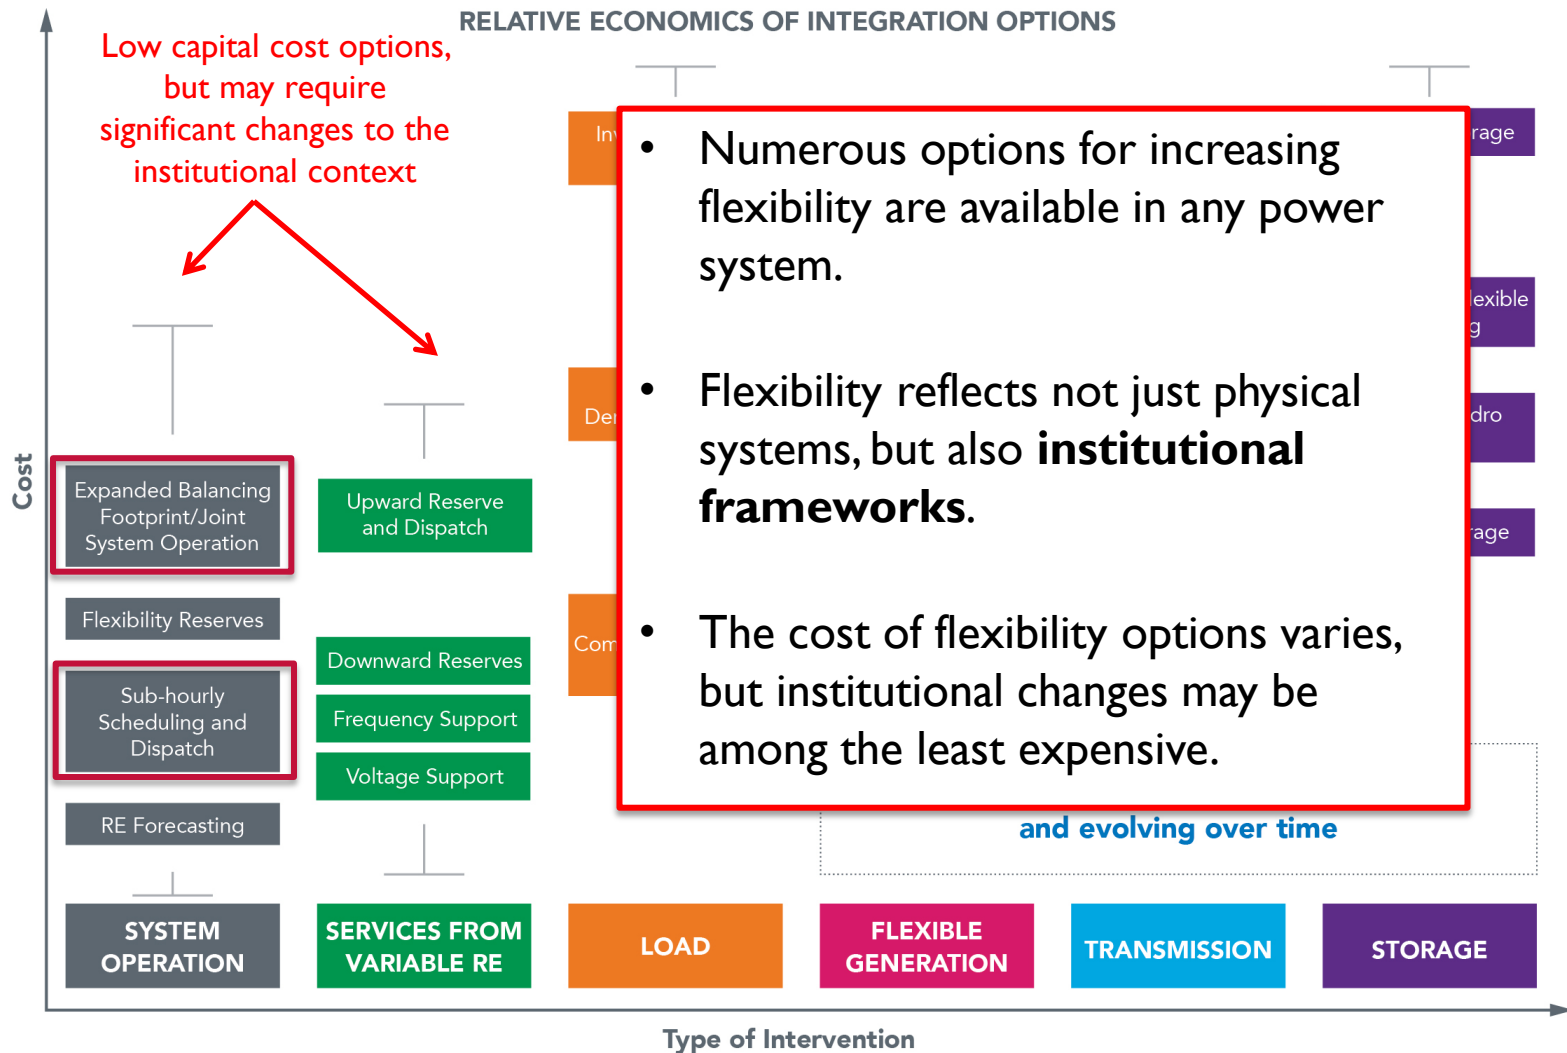 RELATIVE ECONOMICS OF INTEGRATION OPTIONS
Low capital cost options,
but may require
significant changes to the
institutional context
• Numerous options for increasing
flexibility are available in any power
system.
• Flexibility reflects not just physical
systems, but also institutional
frameworks.
• The cost of flexibility options varies,
but institutional changes may be
among the least expensive.
Cost
Expanded Balancing
Footprint/Joint
System Operation
Flexibility Reserves
Sub-hourly
Scheduling and
Dispatch
RE Forecasting
Upward Reserve
and Dispatch
Downward Reserves
Frequency Support
Voltage Support
and evolving over time
SYSTEM
OPERATION
SERVICES FROM
VARIABLE RE
LOAD
FLEXIBLE
GENERATION
TRANSMISSION
STORAGE
Type of Intervention